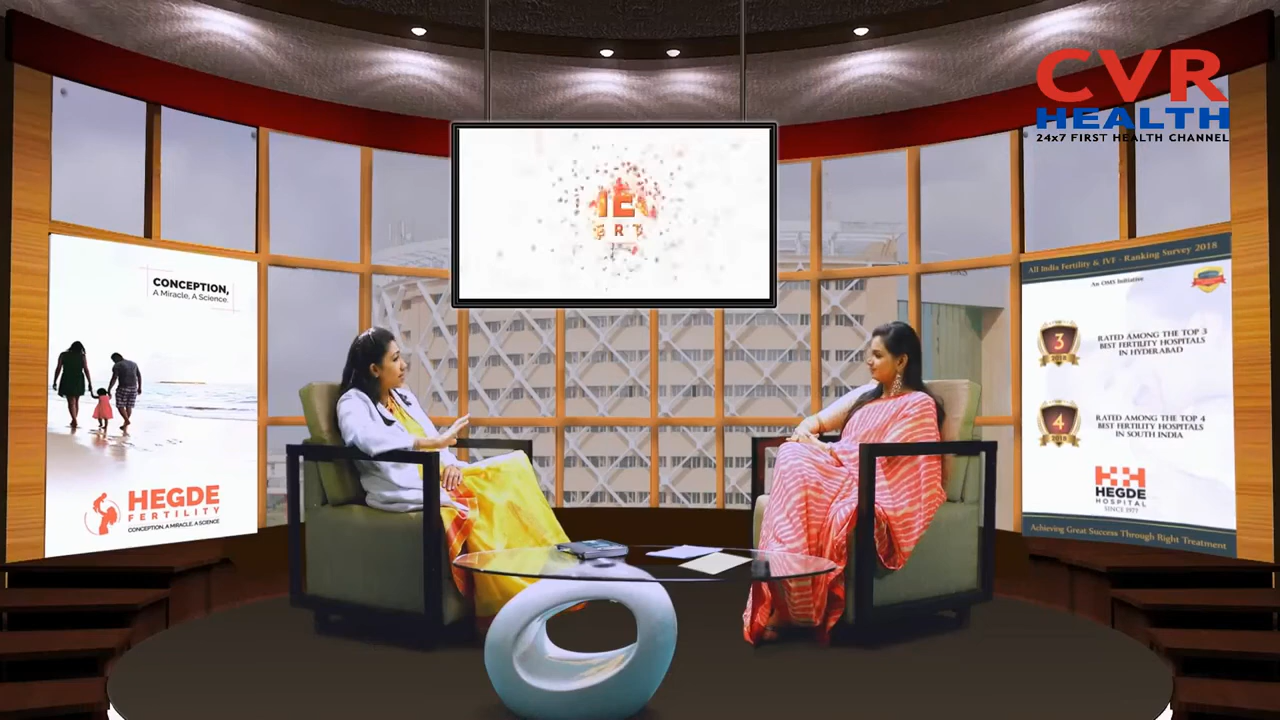 CVR
HEALTH
24x7 FIRST HEALTH CHANNEL
CONCEPTION,
A Miracle, A Science.
HEGDE
FERTILITY
CONCEPTION, A MIRACLE, A SCIENCE
All India Fertility & IVF - Ranking Survey 2018
An OMS Initiative
3
2018
RATED AMONG THE TOP 3
BEST FERTILITY HOSPITALS
IN HYDERABAD
4
2018
RATED AMONG THE TOP 4
BEST FERTILITY HOSPITALS
IN SOUTH INDIA
HEGDE
HOSPITAL
SINCE 1977
Achieving Great Success Through Right Treatment